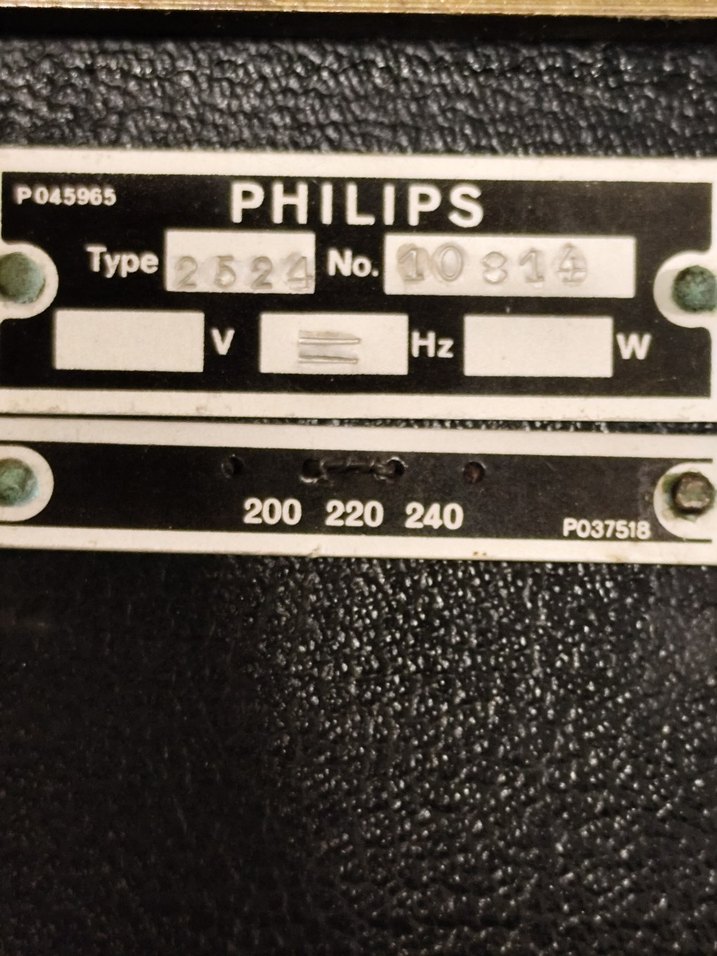 P045965 PHILIPS
Type 2524 No. 10814
V Hz W
200 220 240
P037518